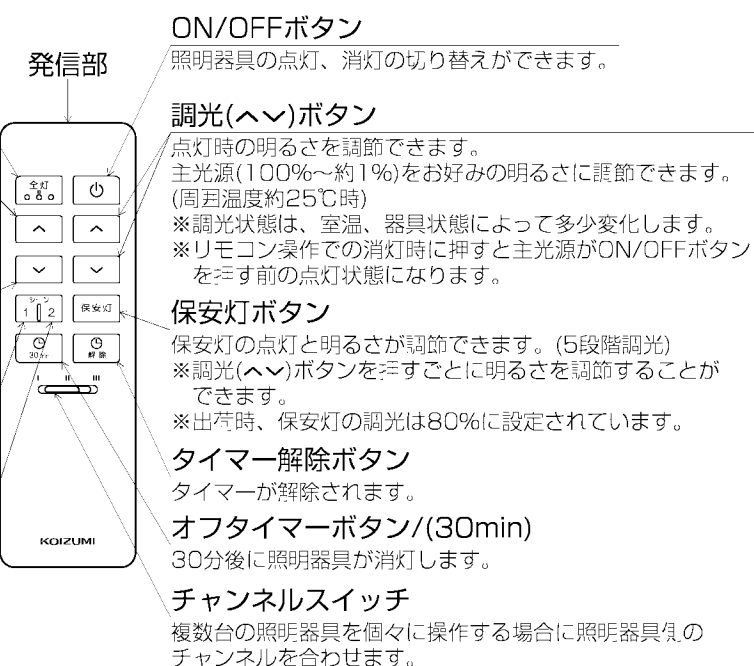 ON/OFFボタン
発信部
照明器具の点灯、消灯の切り替えができます。
調光(へ∨)ボタン
点灯時の明るさを調節できます。
主光源(100%~約1%)をお好みの明るさに調節できます。
(周囲温度約25℃時)
※調光状態は、室温、器具状態によって多少変化します。
※リモコン操作での消灯時に押すと主光源がON/OFFボタン
を押す前の点灯状態になります。
保安灯ボタン
保安灯の点灯と明るさが調節できます。(5段階調光)
※調光(へ∨)ボタンを押すごとに明るさを調節することが
できます。
※出荷時、保安灯の調光は80%に設定されています。
タイマー解除ボタン
タイマーが解除されます。
オフタイマーボタン/(30min)
30分後に照明器具が消灯します。
チャンネルスイッチ
複数台の照明器具を個々に操作する場合に照明器具側の
チャンネルを合わせます。
全灯
シーン
1 2
保安灯
30分
解除
I II III
KOIZUMI